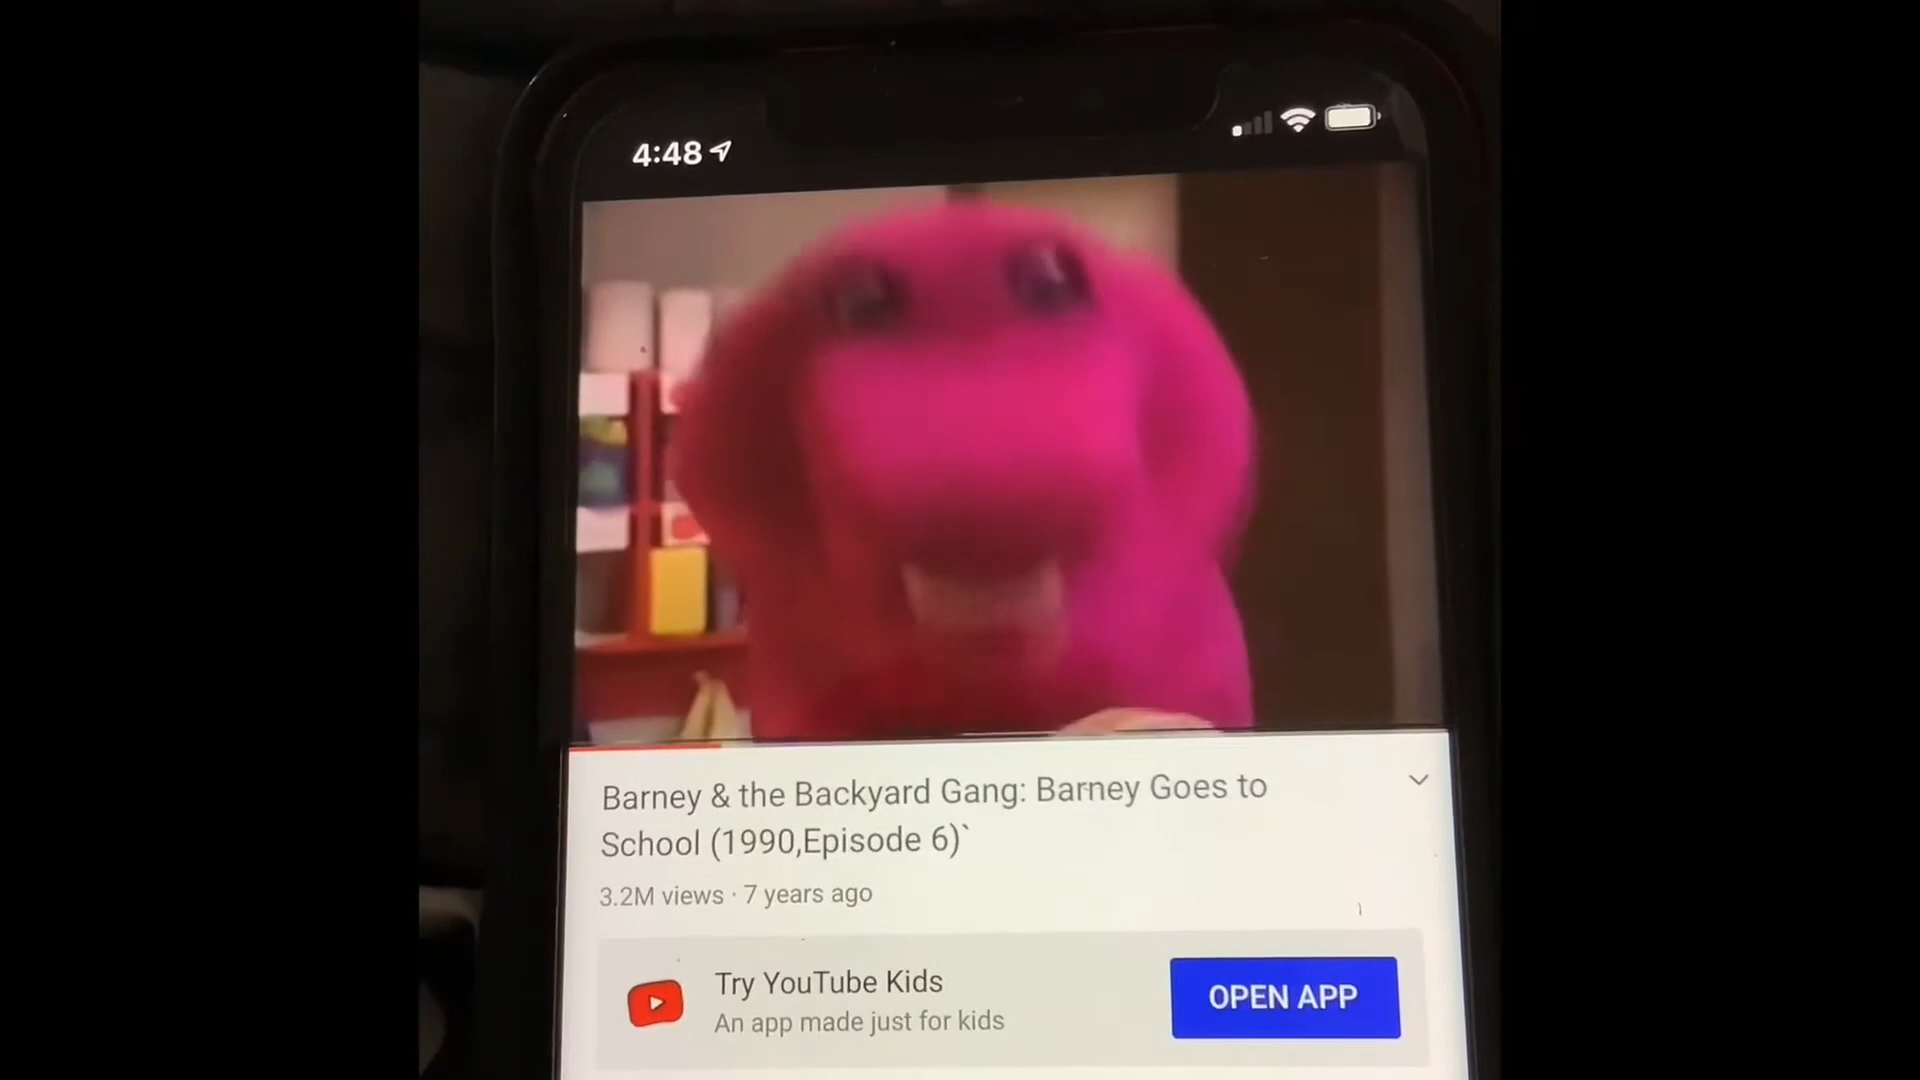 4:48
Barney & the Backyard Gang: Barney Goes to
School (1990,Episode 6)`
3.2M views · 7 years ago
Try YouTube Kids
An app made just for kids
OPEN APP